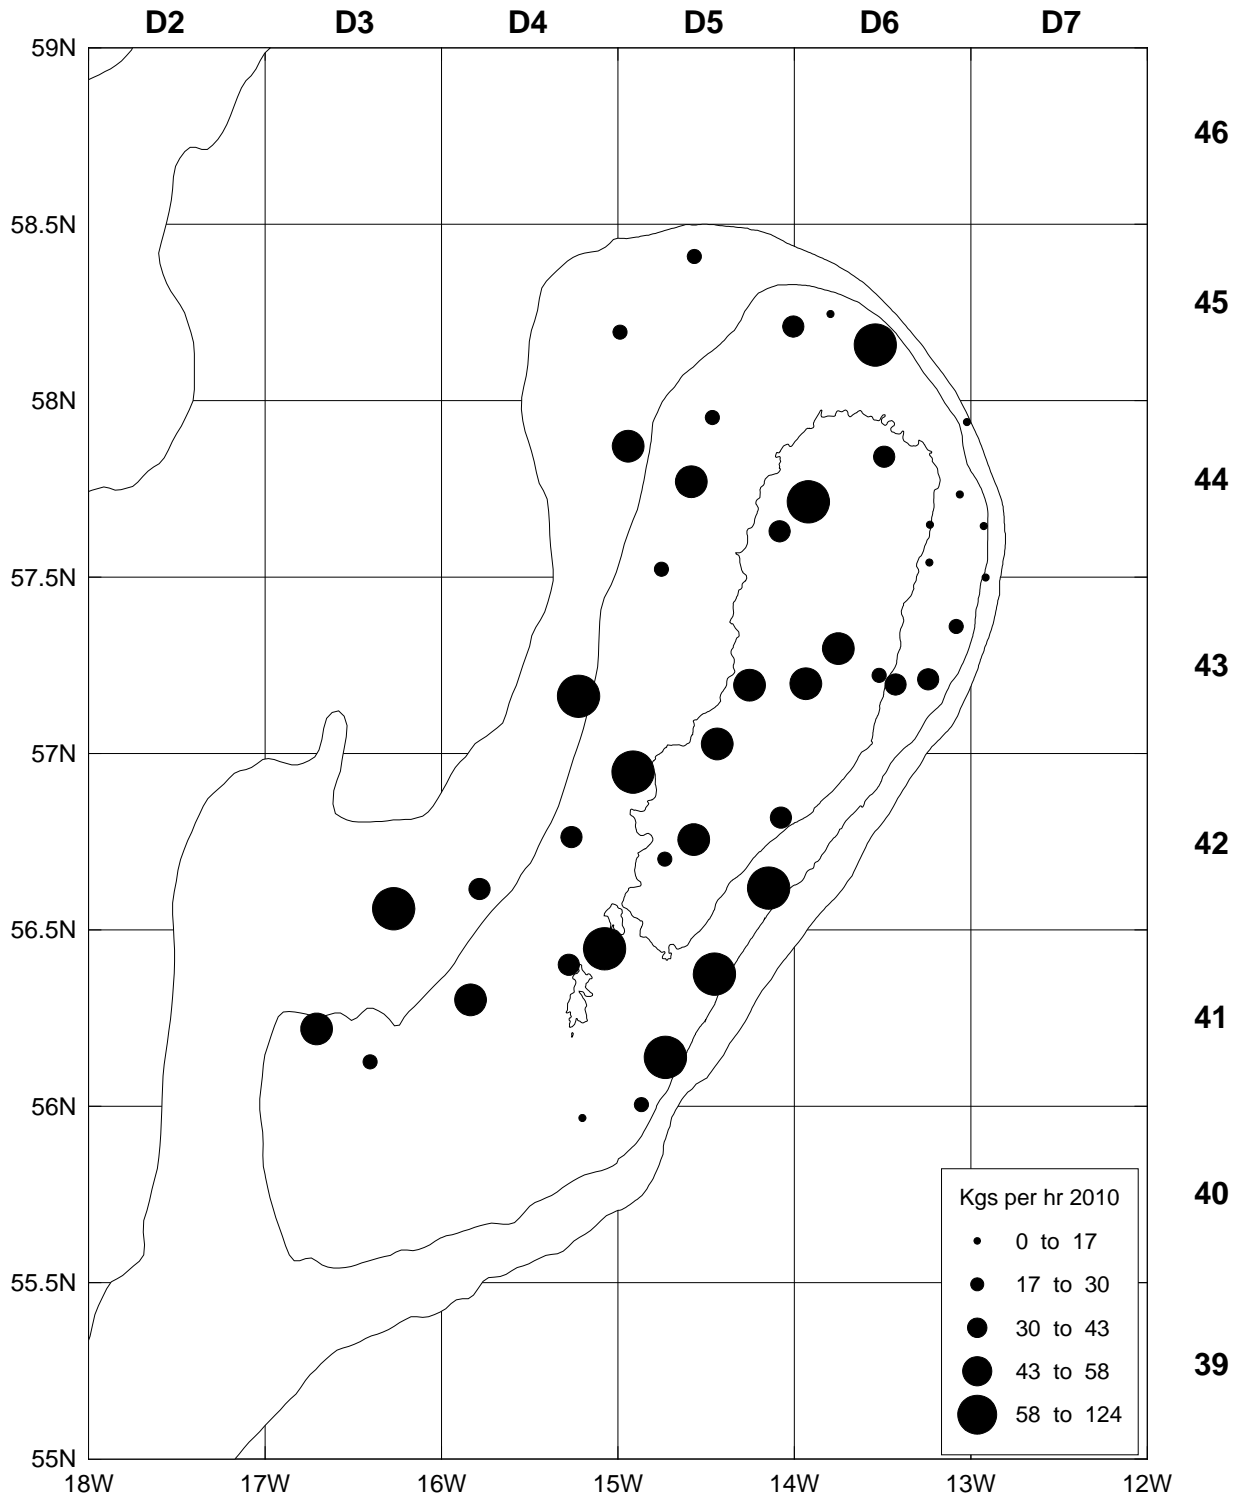 D2 D3 D4 D5 D6 D7
59N
46
58.5N
45
58N
44
57.5N
43
57N
42
56.5N
41
56N
40
55.5N
39
55N
Kgs per hr 2010
0 to 17
17 to 30
30 to 43
43 to 58
58 to 124
18W 17W 16W 15W 14W 13W 12W